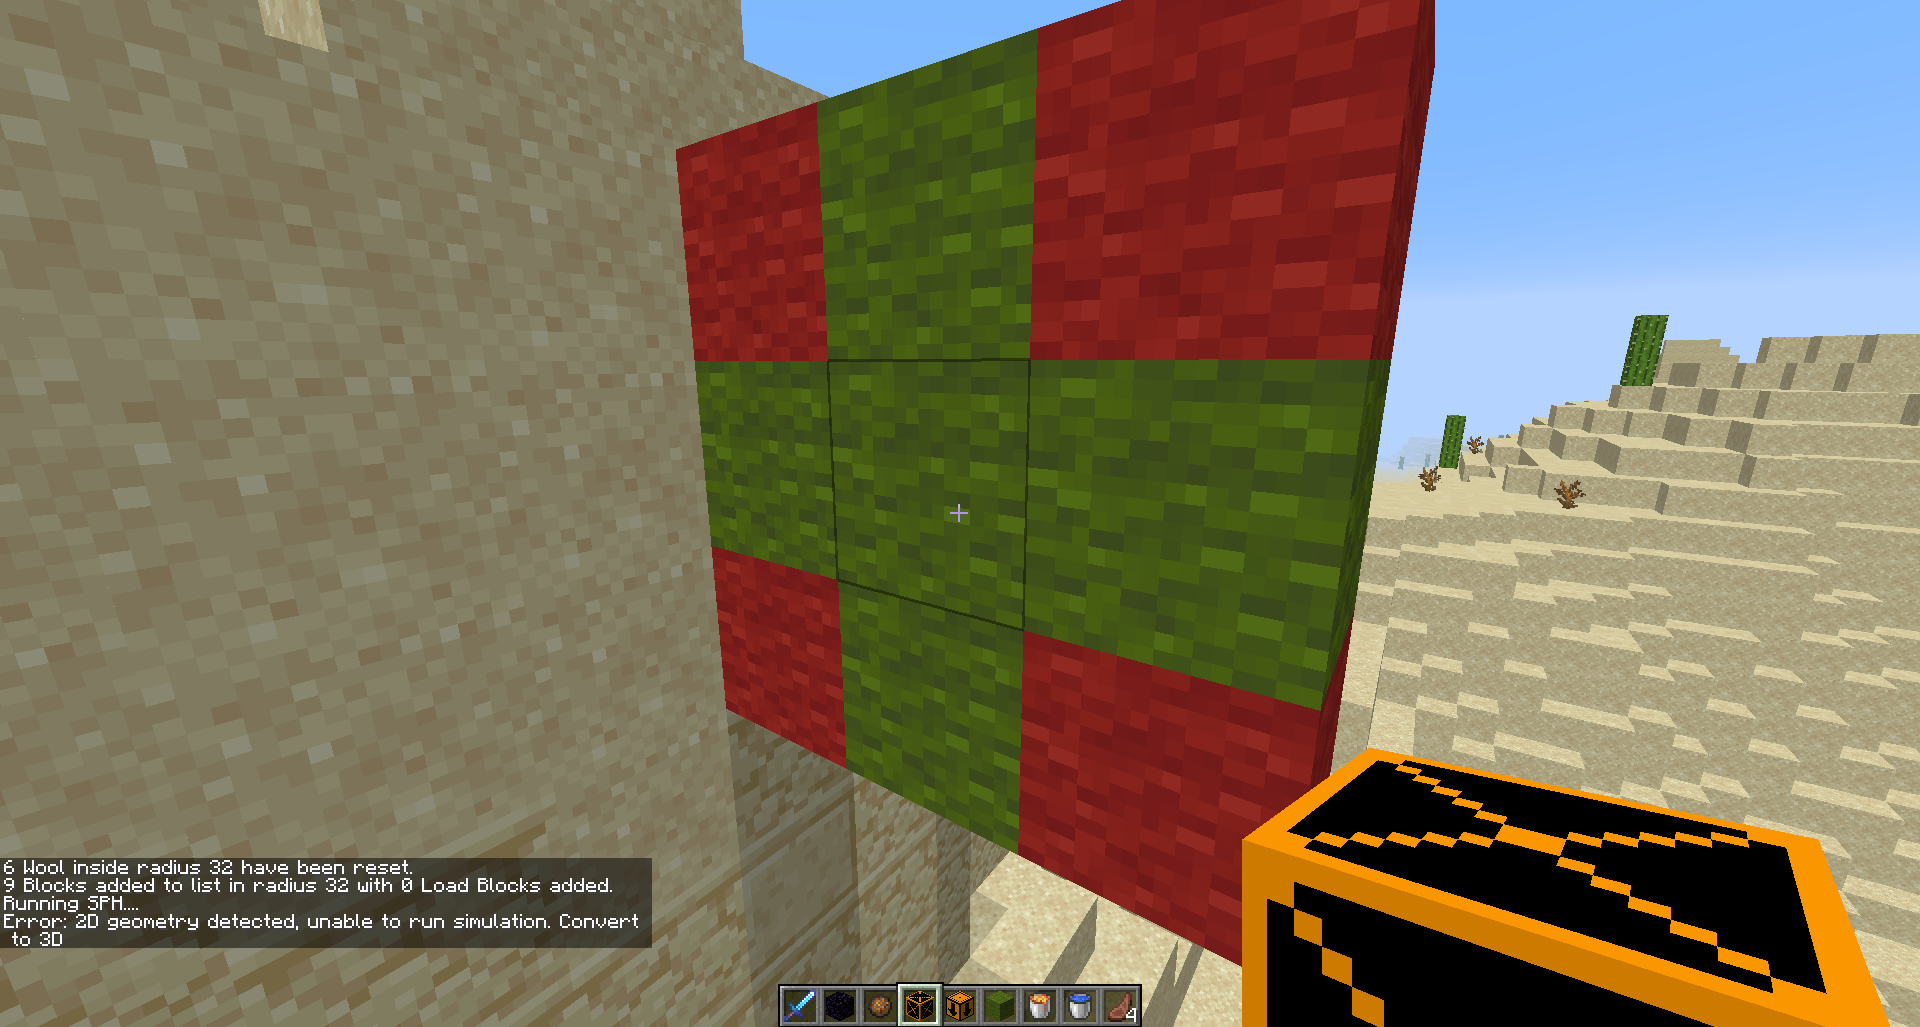 6 Wool inside radius 32 have been reset.
9 Blocks added to list in radius 32 with 0 Load Blocks added.
Running SPH....
Error: 2D geometry detected, unable to run simulation. Convert
to 3D
4